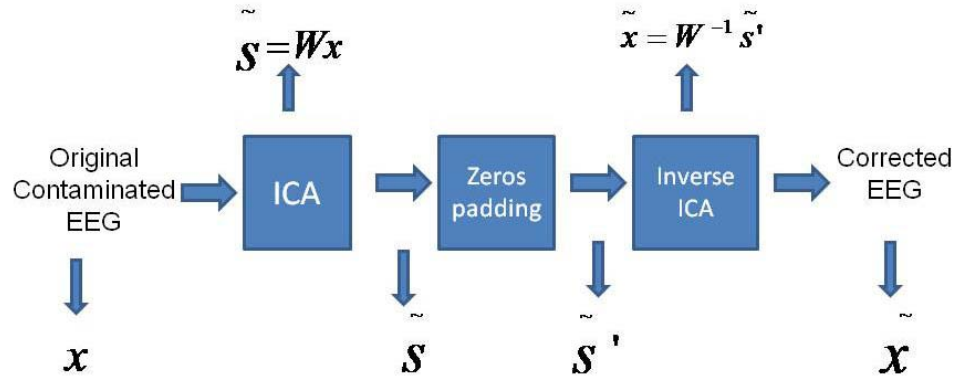 s̃ = Wx
x̃ = W⁻¹ s̃'
Original
Contaminated
EEG
ICA
Zeros
padding
Inverse
ICA
Corrected
EEG
x
s̃
s̃ '
x̃